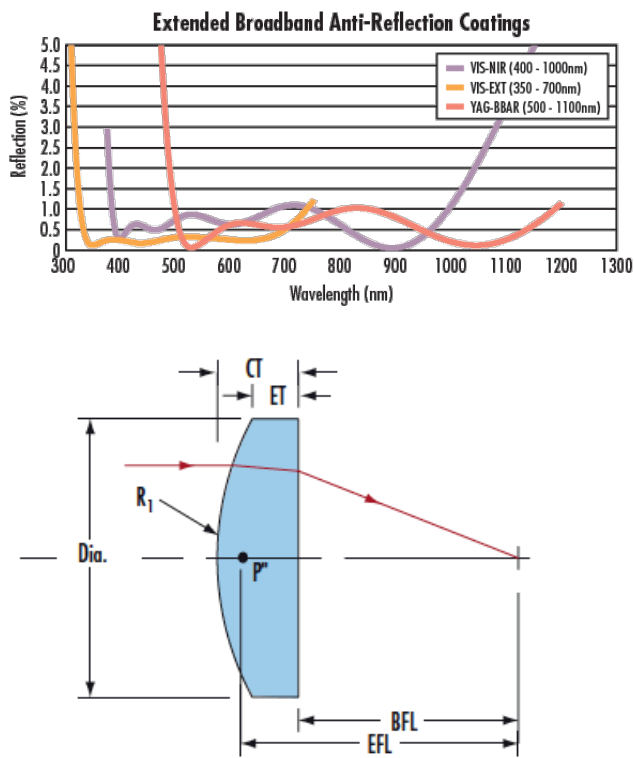 Extended Broadband Anti-Reflection Coatings
5.0
4.5
4.0
3.5
3.0
2.5
2.0
1.5
1.0
0.5
0
Reflection (%)
VIS-NIR (400 - 1000nm)
VIS-EXT (350 - 700nm)
YAG-BBAR (500 - 1100nm)
300 400 500 600 700 800 900 1000 1100 1200 1300
Wavelength (nm)
CT
ET
R1
Dia.
P"
BFL
EFL